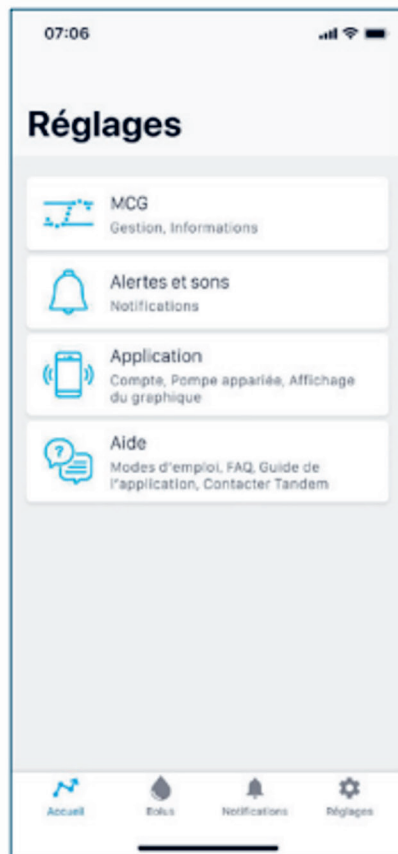 07:06
Réglages
MCG
Gestion, Informations
Alertes et sons
Notifications
Application
Compte, Pompe appariée, Affichage
du graphique
Aide
Modes d'emploi, FAQ, Guide de
l'application, Contacter Tandem
Accueil
Bolus
Notifications
Réglages